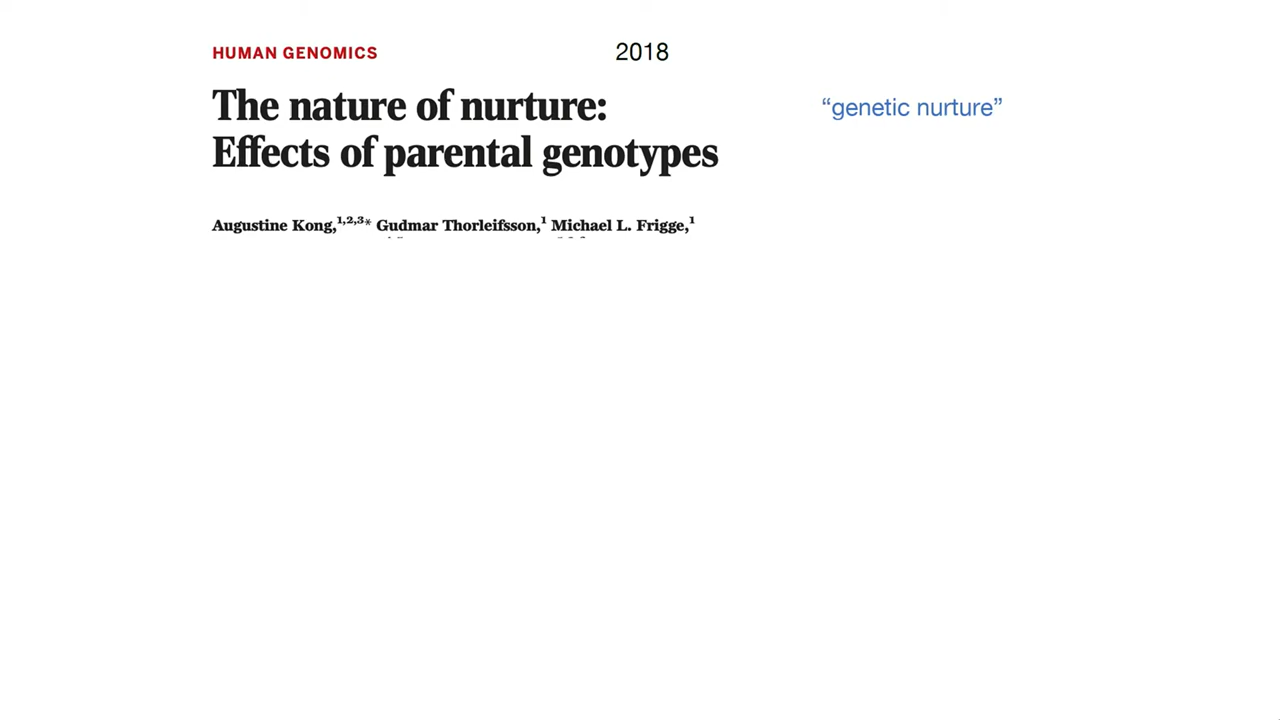 HUMAN GENOMICS
2018
The nature of nurture:
“genetic nurture”
Effects of parental genotypes
Augustine Kong,1,2,3* Gudmar Thorleifsson,1 Michael L. Frigge,1